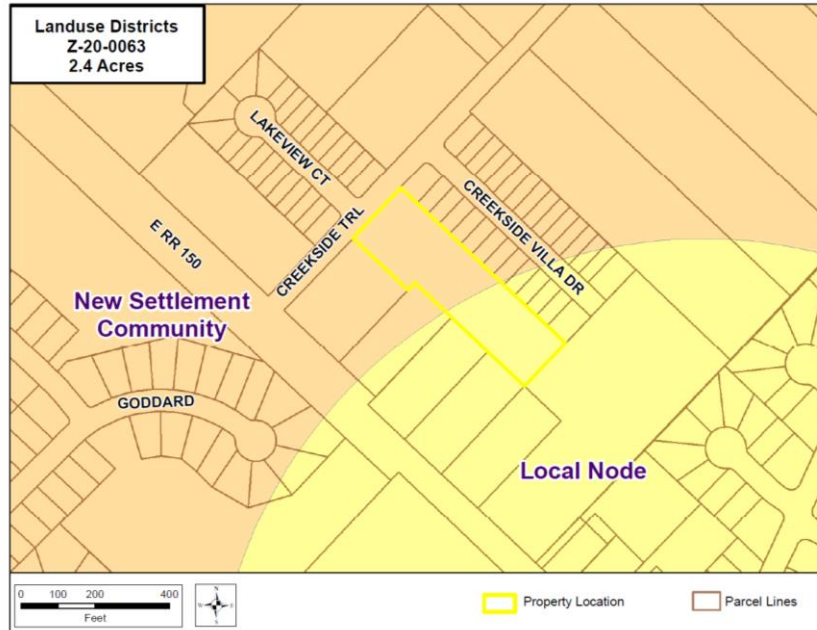 Landuse Districts
Z-20-0063
2.4 Acres
LAKEVIEW CT
CREEKSIDE VILLA DR
CREEKSIDE TRL
E RR 150
New Settlement
Community
GODDARD
Local Node
0 100 200 400
Feet
N
W E
S
Property Location
Parcel Lines